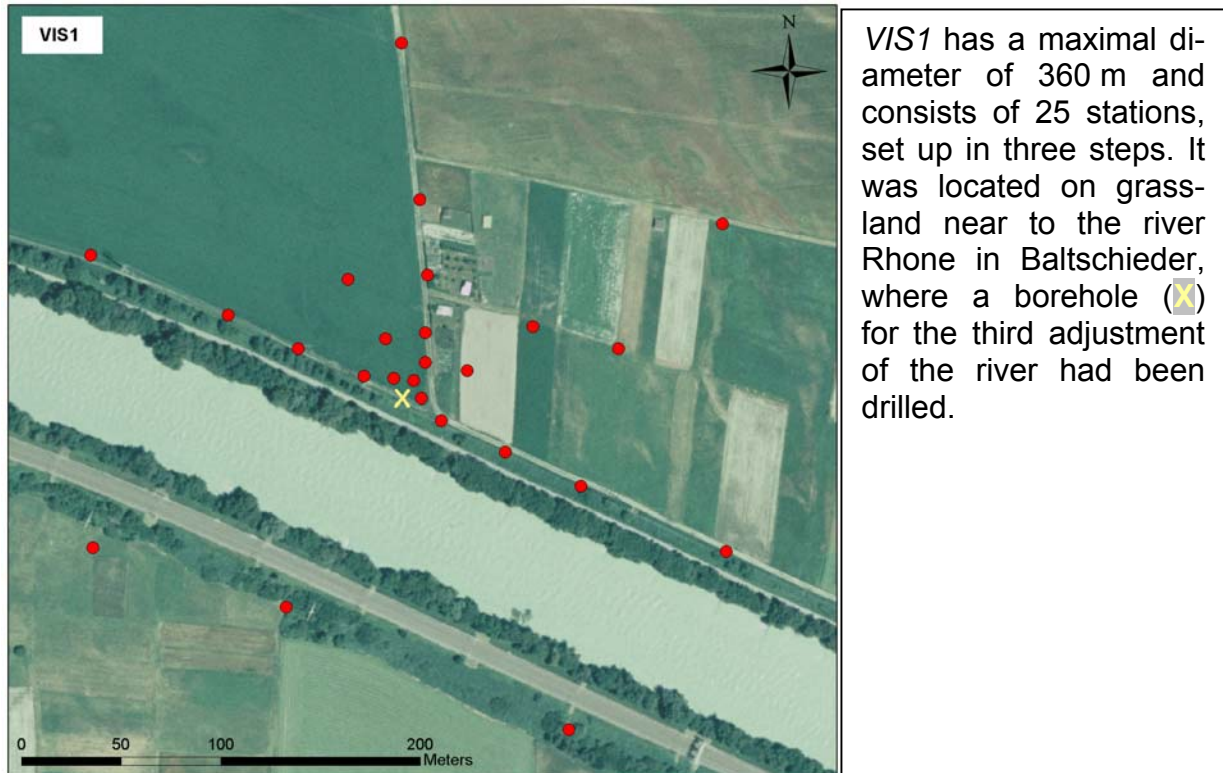 VIS1
N
0 50 100 200
Meters
VIS1 has a maximal di-
ameter of 360 m and
consists of 25 stations,
set up in three steps. It
was located on grass-
land near to the river
Rhone in Baltschieder,
where a borehole (X)
for the third adjustment
of the river had been
drilled.